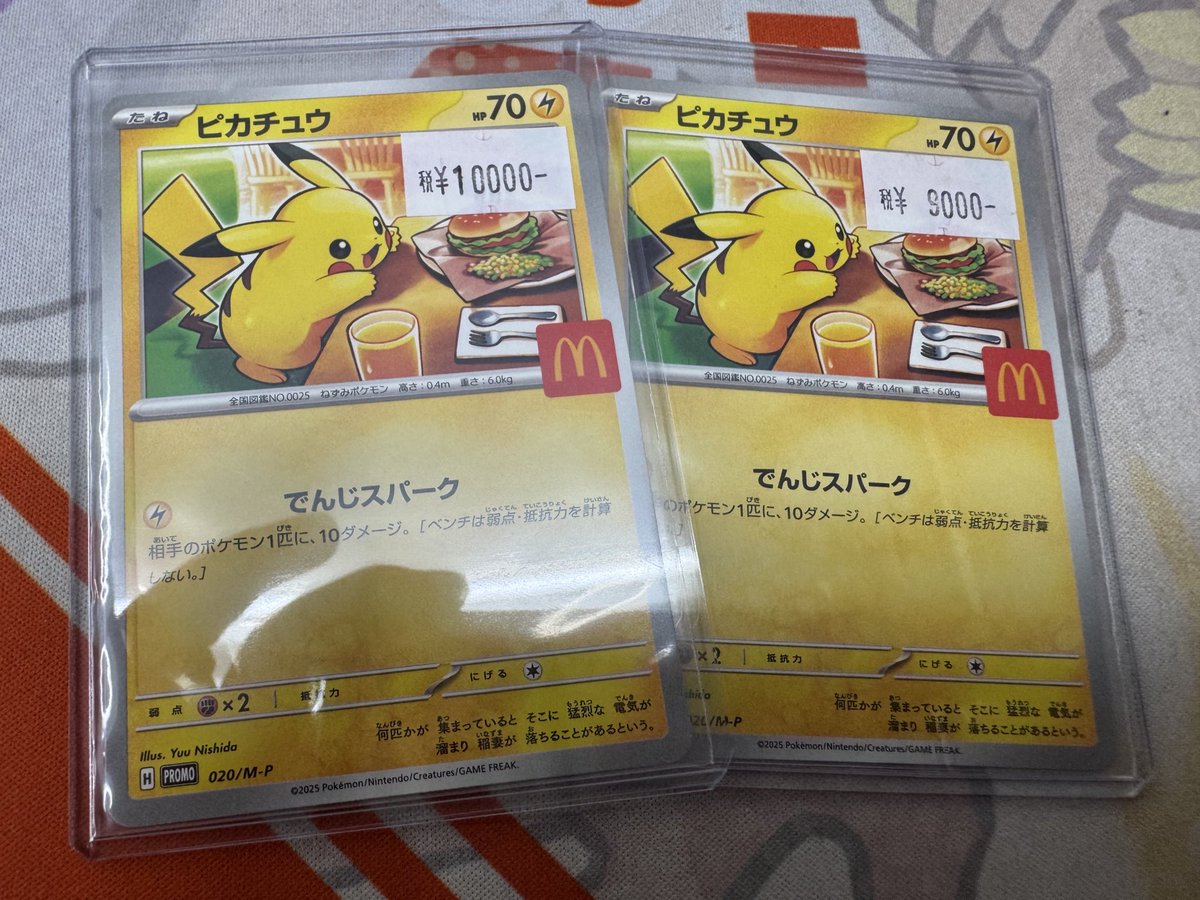 たね ピカチュウ HP70
税¥10000-
全国図鑑NO.0025 ねずみポケモン 高さ:0.4m 重さ:6.0kg
でんじスパーク
相手のポケモン1匹に、10ダメージ。[ベンチは弱点・抵抗力を計算
しない。]
弱点 ×2 抵抗力 にげる
Illus. Yuu Nishida
何匹かが 集まっていると そこに 猛烈な 電気が
溜まり 稲妻が 落ちることがあるという。
H PROMO 020/M-P
©2025 Pokémon/Nintendo/Creatures/GAME FREAK.
たね ピカチュウ HP70
税¥ 9000-
全国図鑑NO.0025 ねずみポケモン 高さ:0.4m 重さ:6.0kg
でんじスパーク
のポケモン1匹に、10ダメージ。[ベンチは弱点・抵抗力を計算
]
×2 抵抗力 にげる
shida
何匹かが 集まっていると そこに 猛烈な 電気が
溜まり 稲妻が 落ちることがあるという。
020/M-P
©2025 Pokémon/Nintendo/Creatures/GAME FREAK.